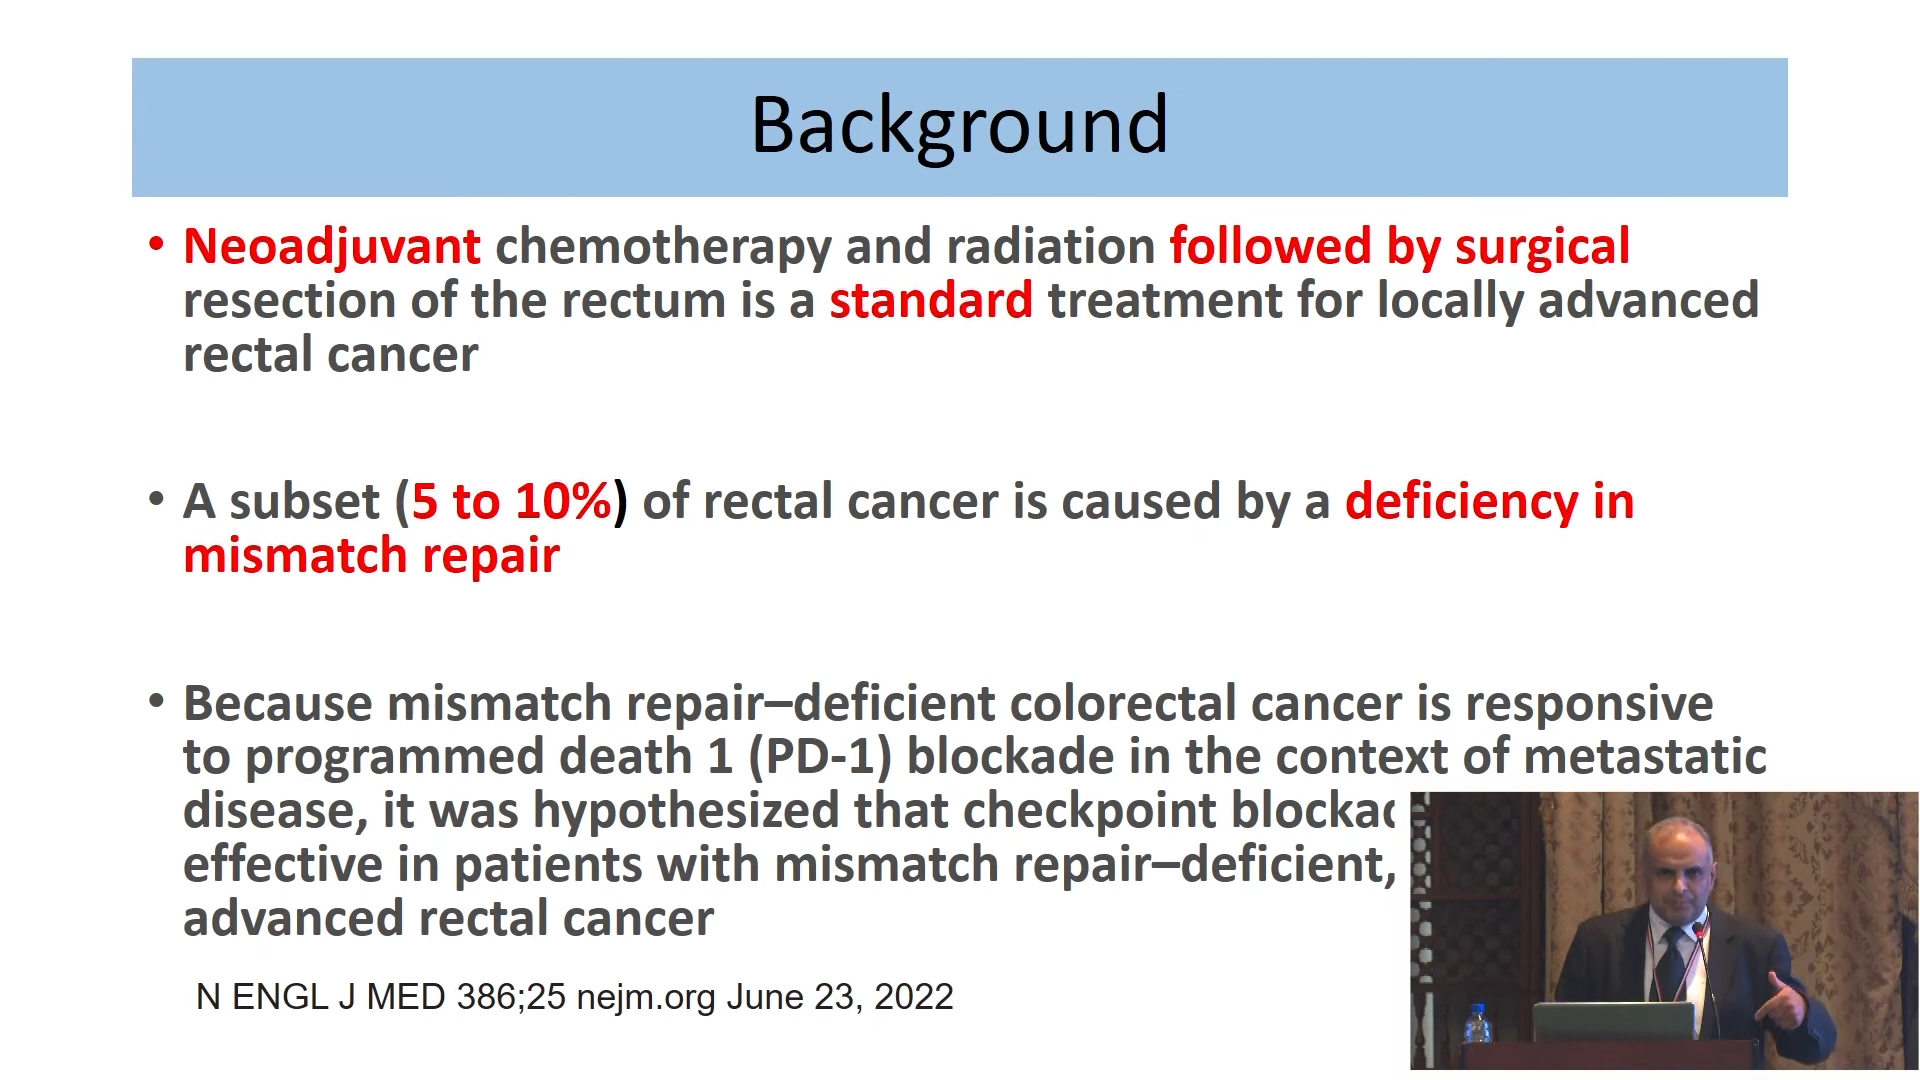 Background
• Neoadjuvant chemotherapy and radiation followed by surgical
resection of the rectum is a standard treatment for locally advanced
rectal cancer
• A subset (5 to 10%) of rectal cancer is caused by a deficiency in
mismatch repair
• Because mismatch repair–deficient colorectal cancer is responsive
to programmed death 1 (PD-1) blockade in the context of metastatic
disease, it was hypothesized that checkpoint
effective in patients with mismatch repair–deficient,
advanced rectal cancer
N ENGL J MED 386;25 nejm.org June 23, 2022